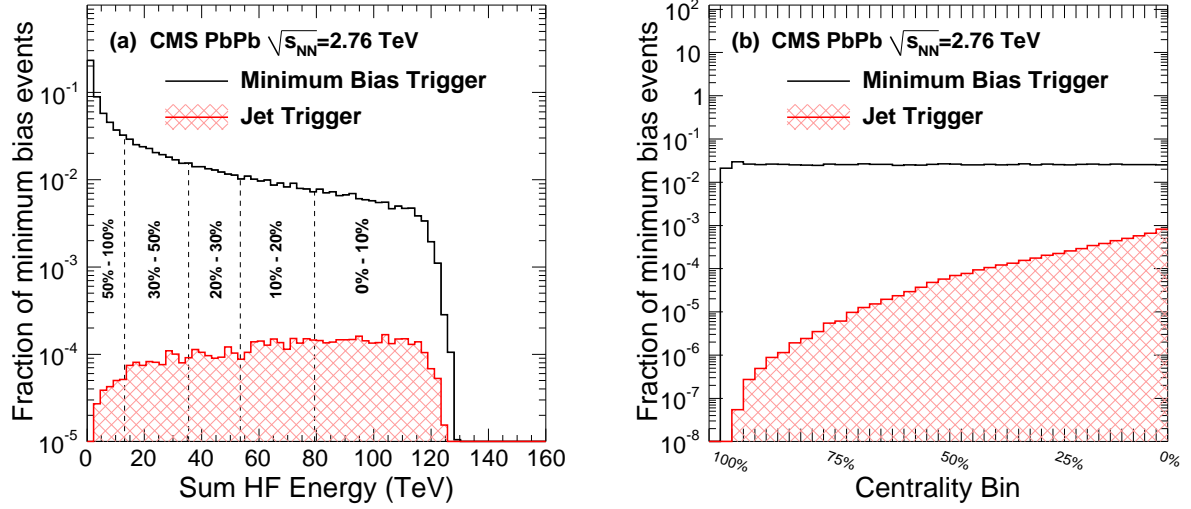 Fraction of minimum bias events
(a) CMS PbPb √s_NN=2.76 TeV
Minimum Bias Trigger
Jet Trigger
10^-1
10^-2
10^-3
10^-4
10^-5
50% - 100%
30% - 50%
20% - 30%
10% - 20%
0% - 10%
0 20 40 60 80 100 120 140 160
Sum HF Energy (TeV)
Fraction of minimum bias events
(b) CMS PbPb √s_NN=2.76 TeV
Minimum Bias Trigger
Jet Trigger
10^2
10
1
10^-1
10^-2
10^-3
10^-4
10^-5
10^-6
10^-7
10^-8
100% 75% 50% 25% 0%
Centrality Bin